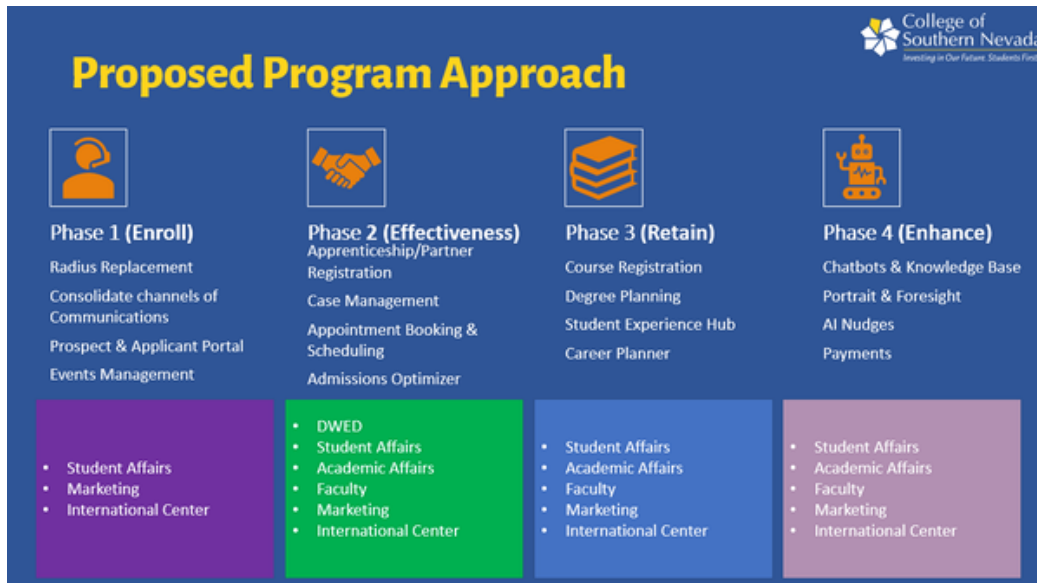 College of
Southern Nevada
Investing in Our Future. Students First
Proposed Program Approach
Phase 1 (Enroll)
Radius Replacement
Consolidate channels of
Communications
Prospect & Applicant Portal
Events Management
Phase 2 (Effectiveness)
Apprenticeship/Partner
Registration
Case Management
Appointment Booking &
Scheduling
Admissions Optimizer
Phase 3 (Retain)
Course Registration
Degree Planning
Student Experience Hub
Career Planner
Phase 4 (Enhance)
Chatbots & Knowledge Base
Portrait & Foresight
AI Nudges
Payments
• Student Affairs
• Marketing
• International Center
• DWED
• Student Affairs
• Academic Affairs
• Faculty
• Marketing
• International Center
• Student Affairs
• Academic Affairs
• Faculty
• Marketing
• International Center
• Student Affairs
• Academic Affairs
• Faculty
• Marketing
• International Center